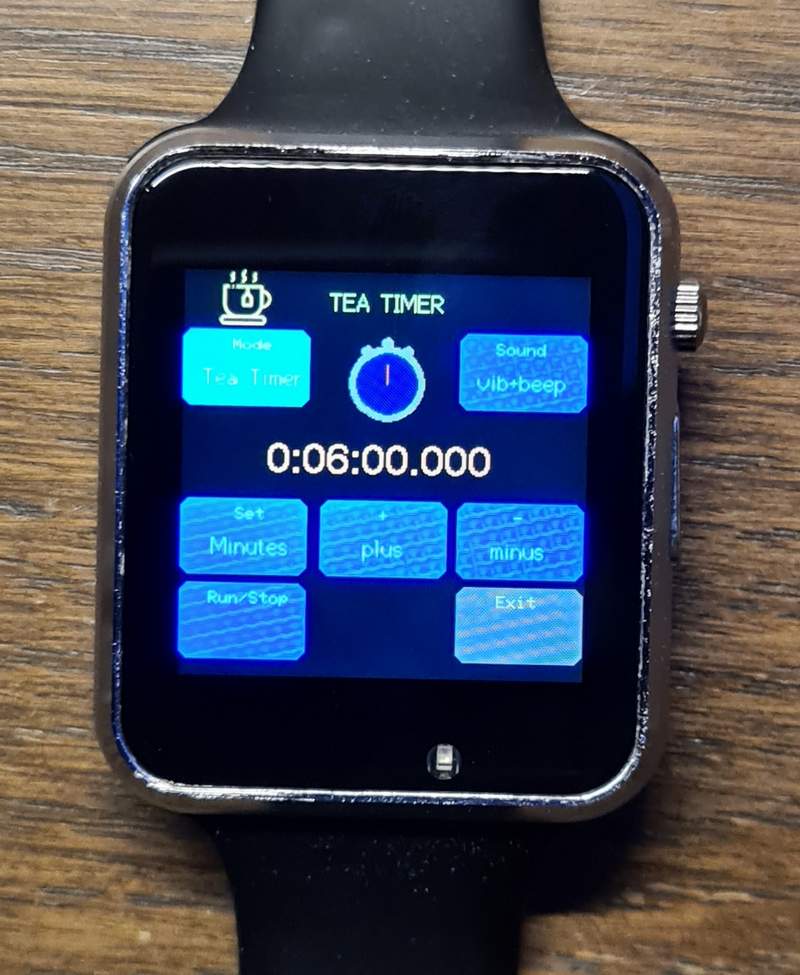 TEA TIMER
Mode
Tea Timer
Sound
vib+beep
0:06:00.000
Set
Minutes
+
plus
-
minus
Run/Stop
Exit